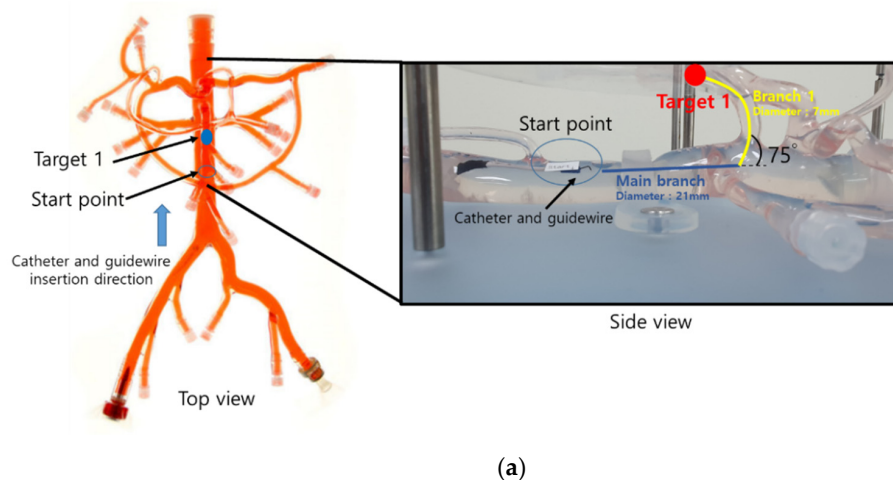 Target 1
Start point
Catheter and guidewire
insertion direction
Top view
Start point
Catheter and guidewire
Target 1
Branch 1
Diameter : 7mm
75°
Main branch
Diameter : 21mm
Side view
(a)